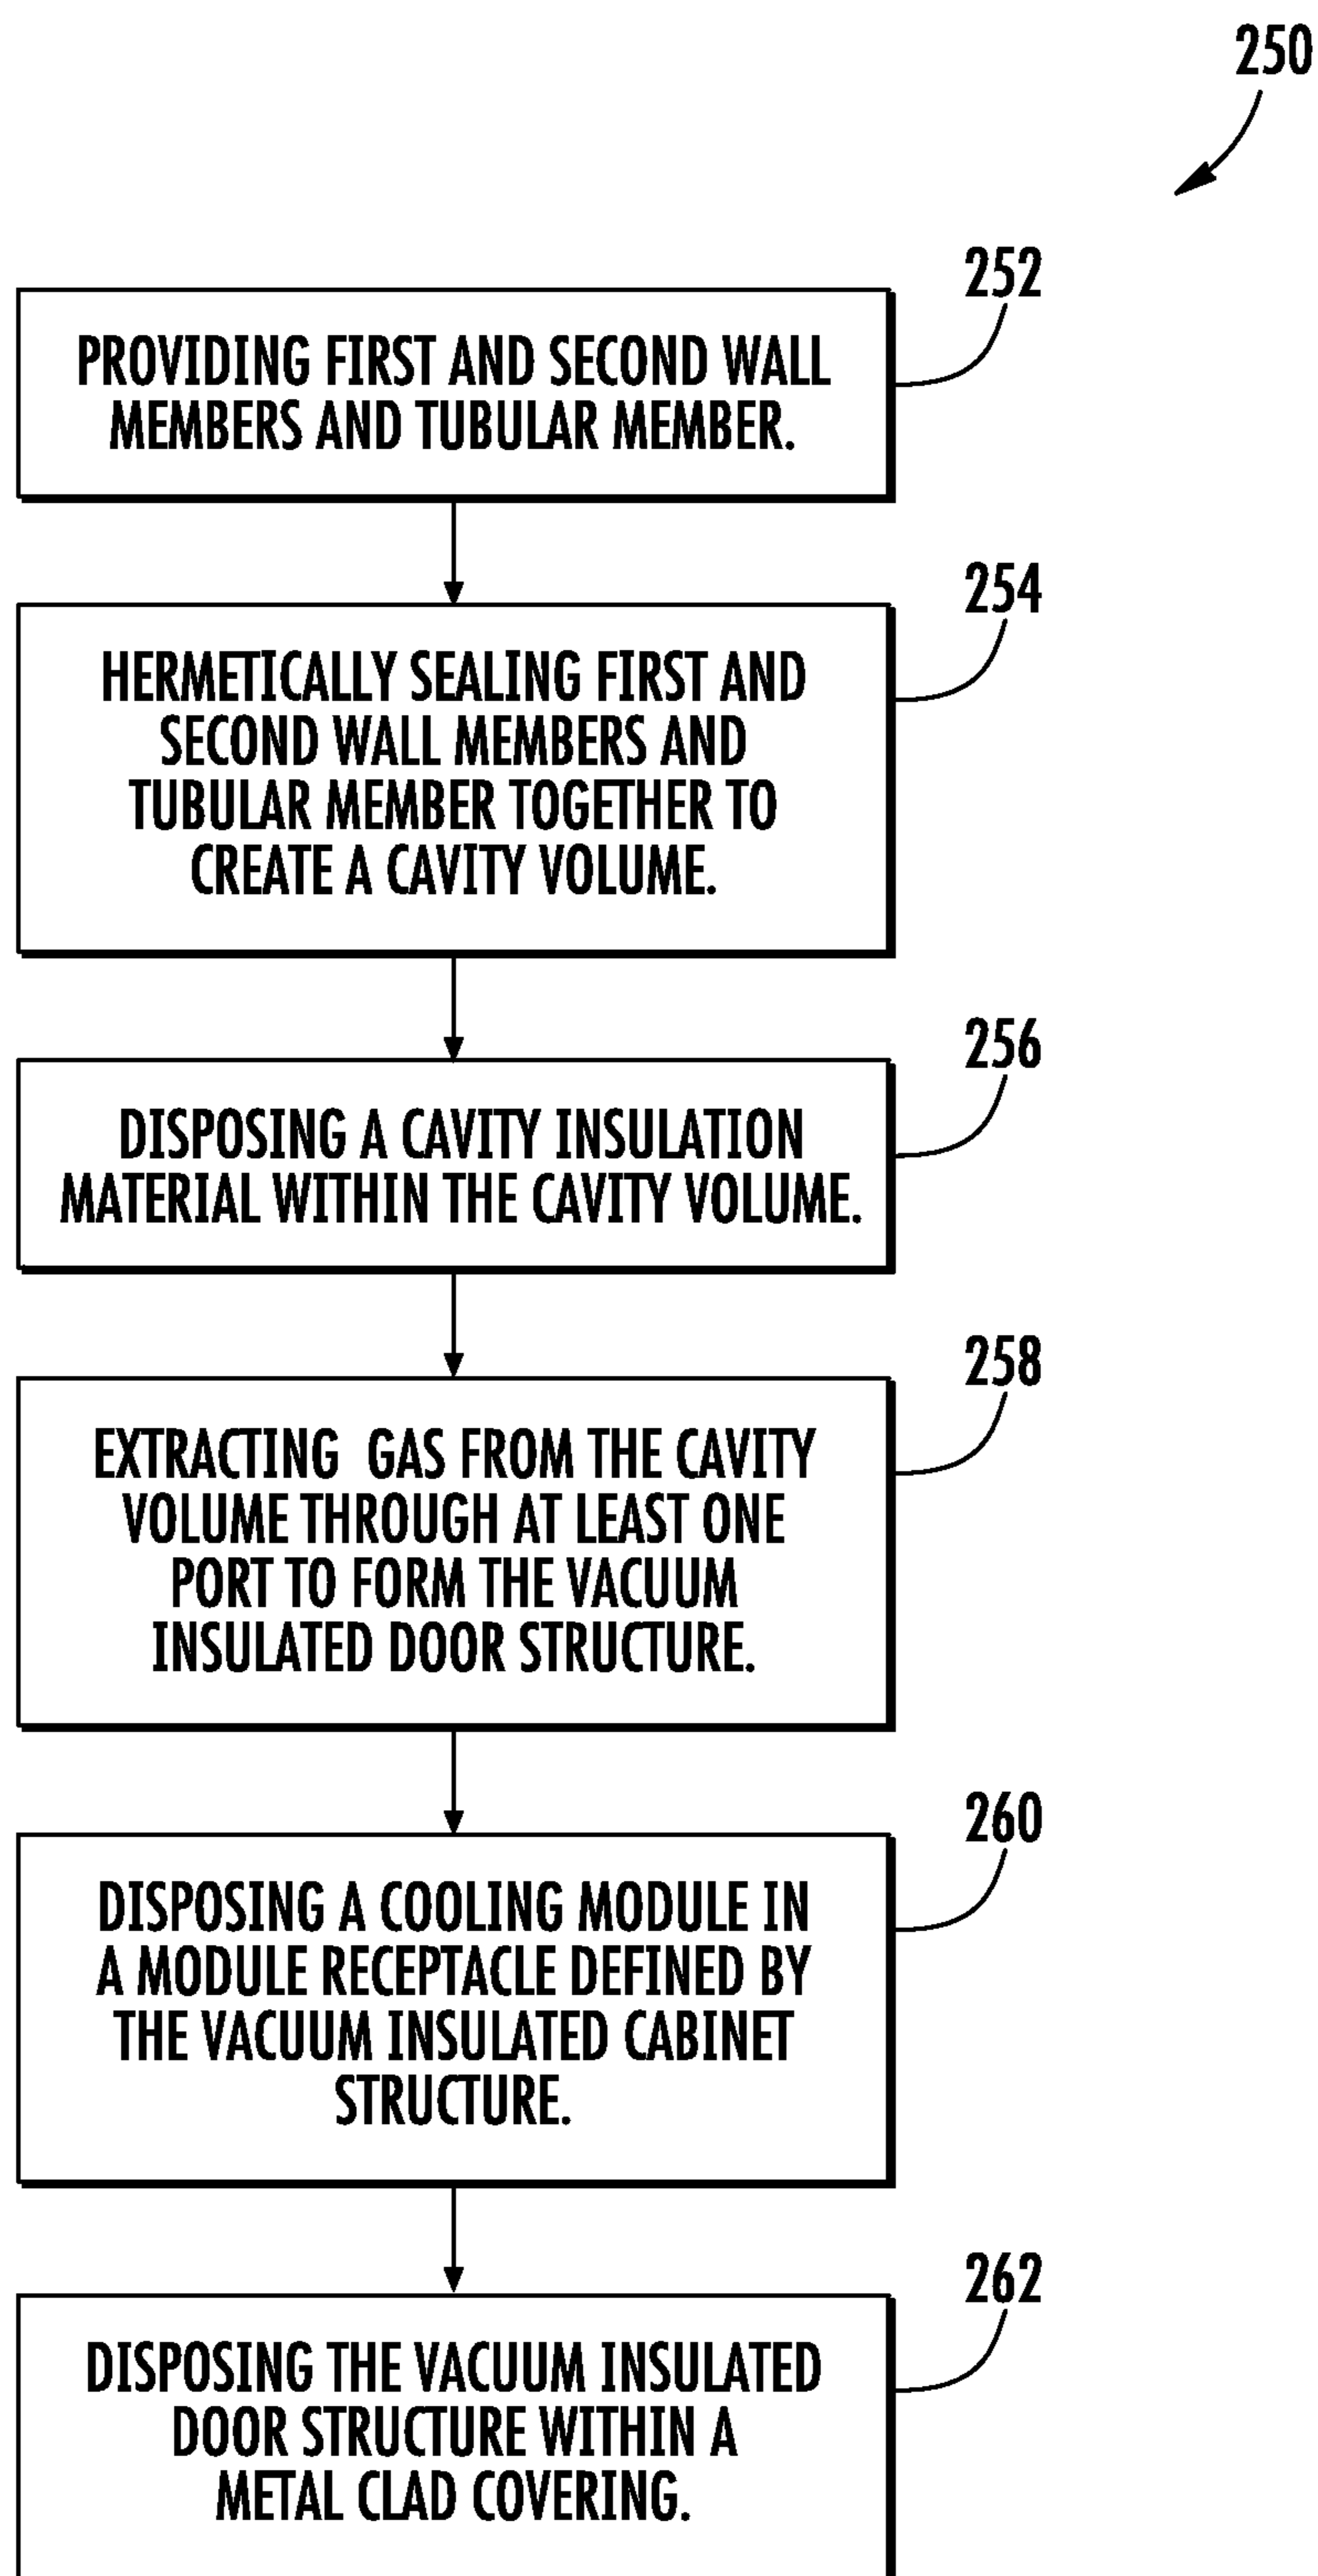 250
252
PROVIDING FIRST AND SECOND WALL
MEMBERS AND TUBULAR MEMBER.
254
HERMETICALLY SEALING FIRST AND
SECOND WALL MEMBERS AND
TUBULAR MEMBER TOGETHER TO
CREATE A CAVITY VOLUME.
256
DISPOSING A CAVITY INSULATION
MATERIAL WITHIN THE CAVITY VOLUME.
258
EXTRACTING GAS FROM THE CAVITY
VOLUME THROUGH AT LEAST ONE
PORT TO FORM THE VACUUM
INSULATED DOOR STRUCTURE.
260
DISPOSING A COOLING MODULE IN
A MODULE RECEPTACLE DEFINED BY
THE VACUUM INSULATED CABINET
STRUCTURE.
262
DISPOSING THE VACUUM INSULATED
DOOR STRUCTURE WITHIN A
METAL CLAD COVERING.